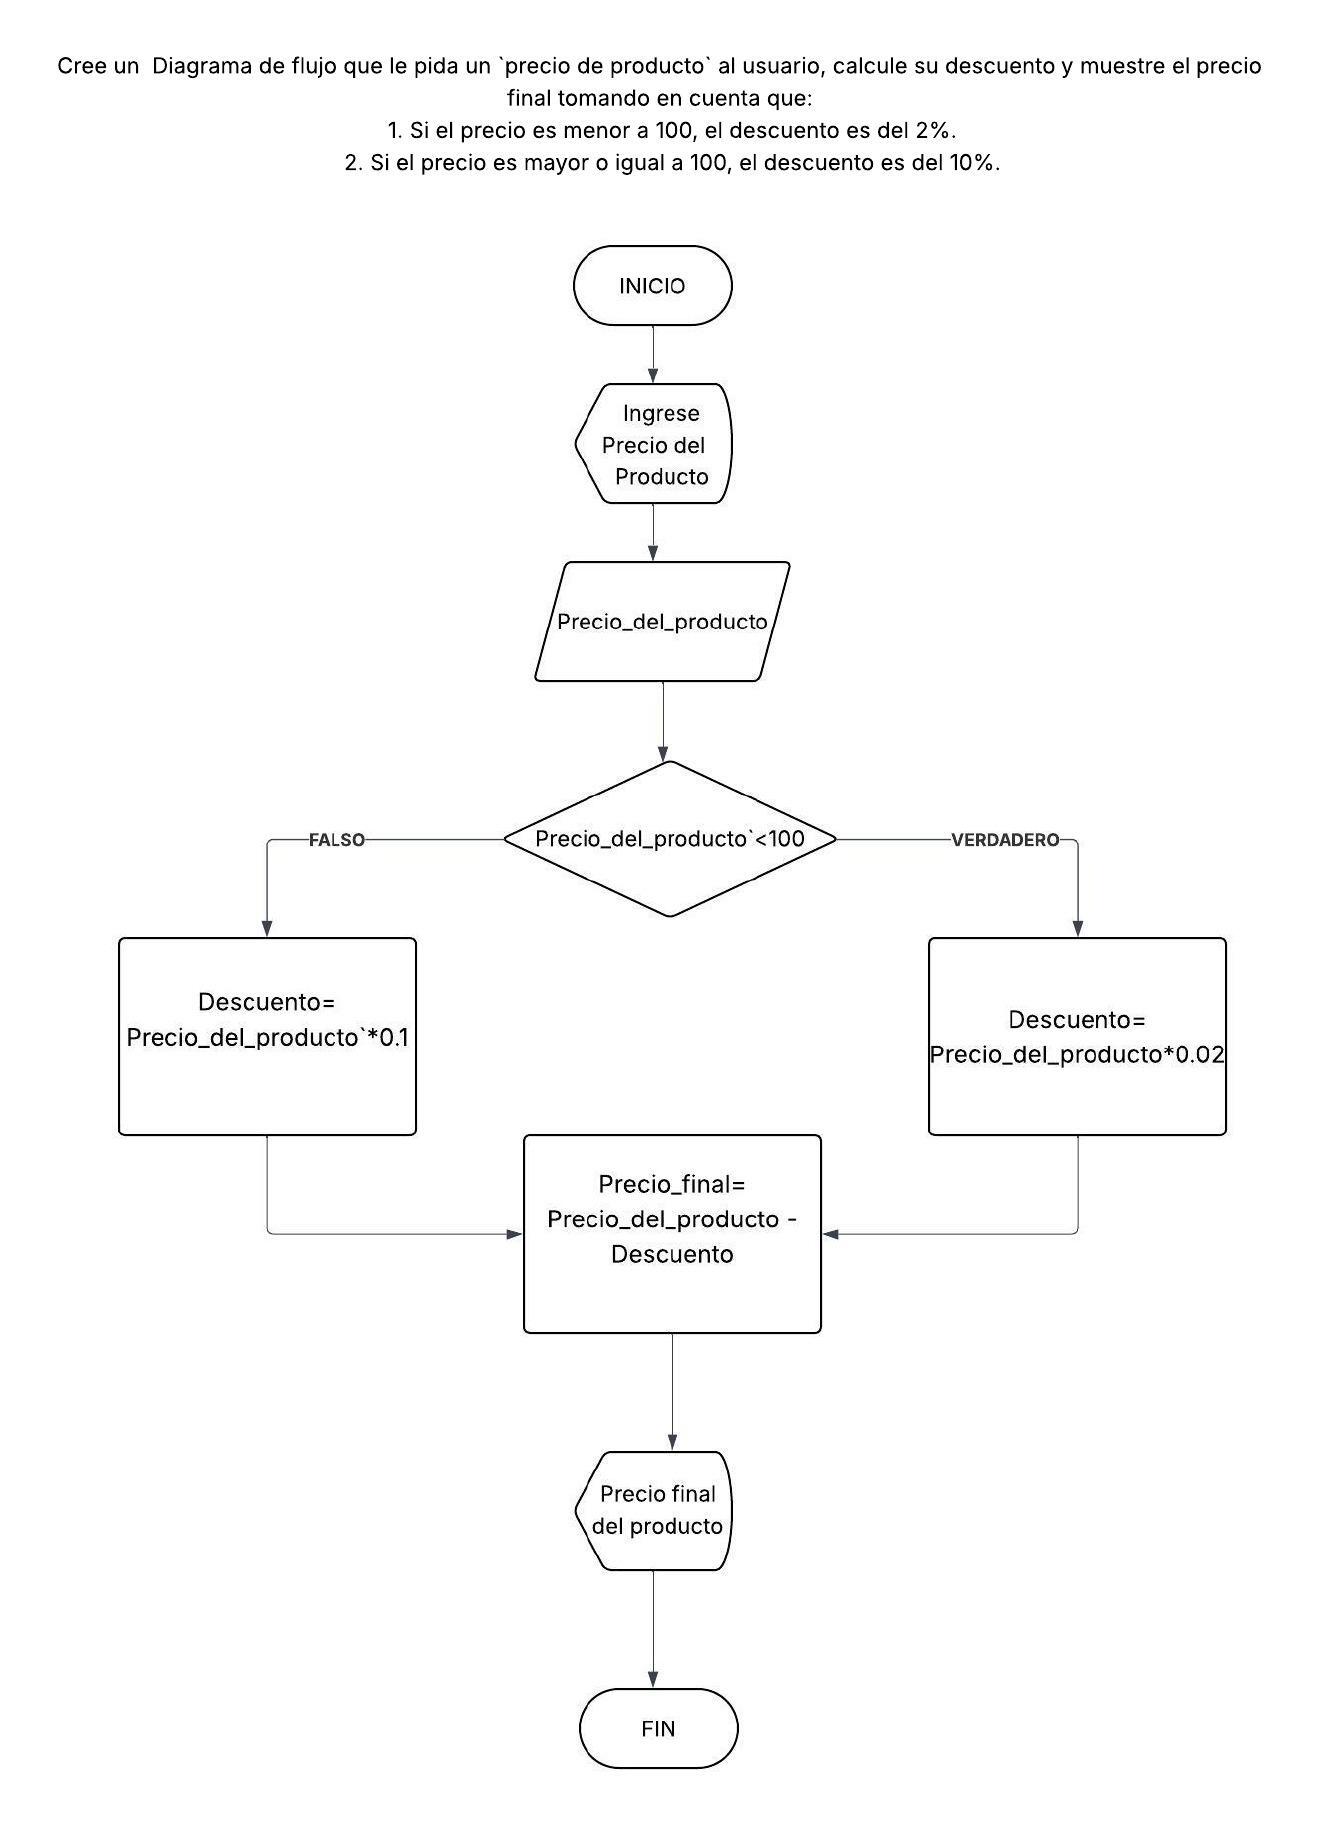 Cree un  Diagrama de flujo que le pida un `precio de producto` al usuario, calcule su descuento y muestre el precio
final tomando en cuenta que:
1. Si el precio es menor a 100, el descuento es del 2%.
2. Si el precio es mayor o igual a 100, el descuento es del 10%.
INICIO
Ingrese
Precio del
Producto
Precio_del_producto
Precio_del_producto`<100
FALSO
VERDADERO
Descuento=
Precio_del_producto`*0.1
Descuento=
Precio_del_producto*0.02
Precio_final=
Precio_del_producto -
Descuento
Precio final
del producto
FIN